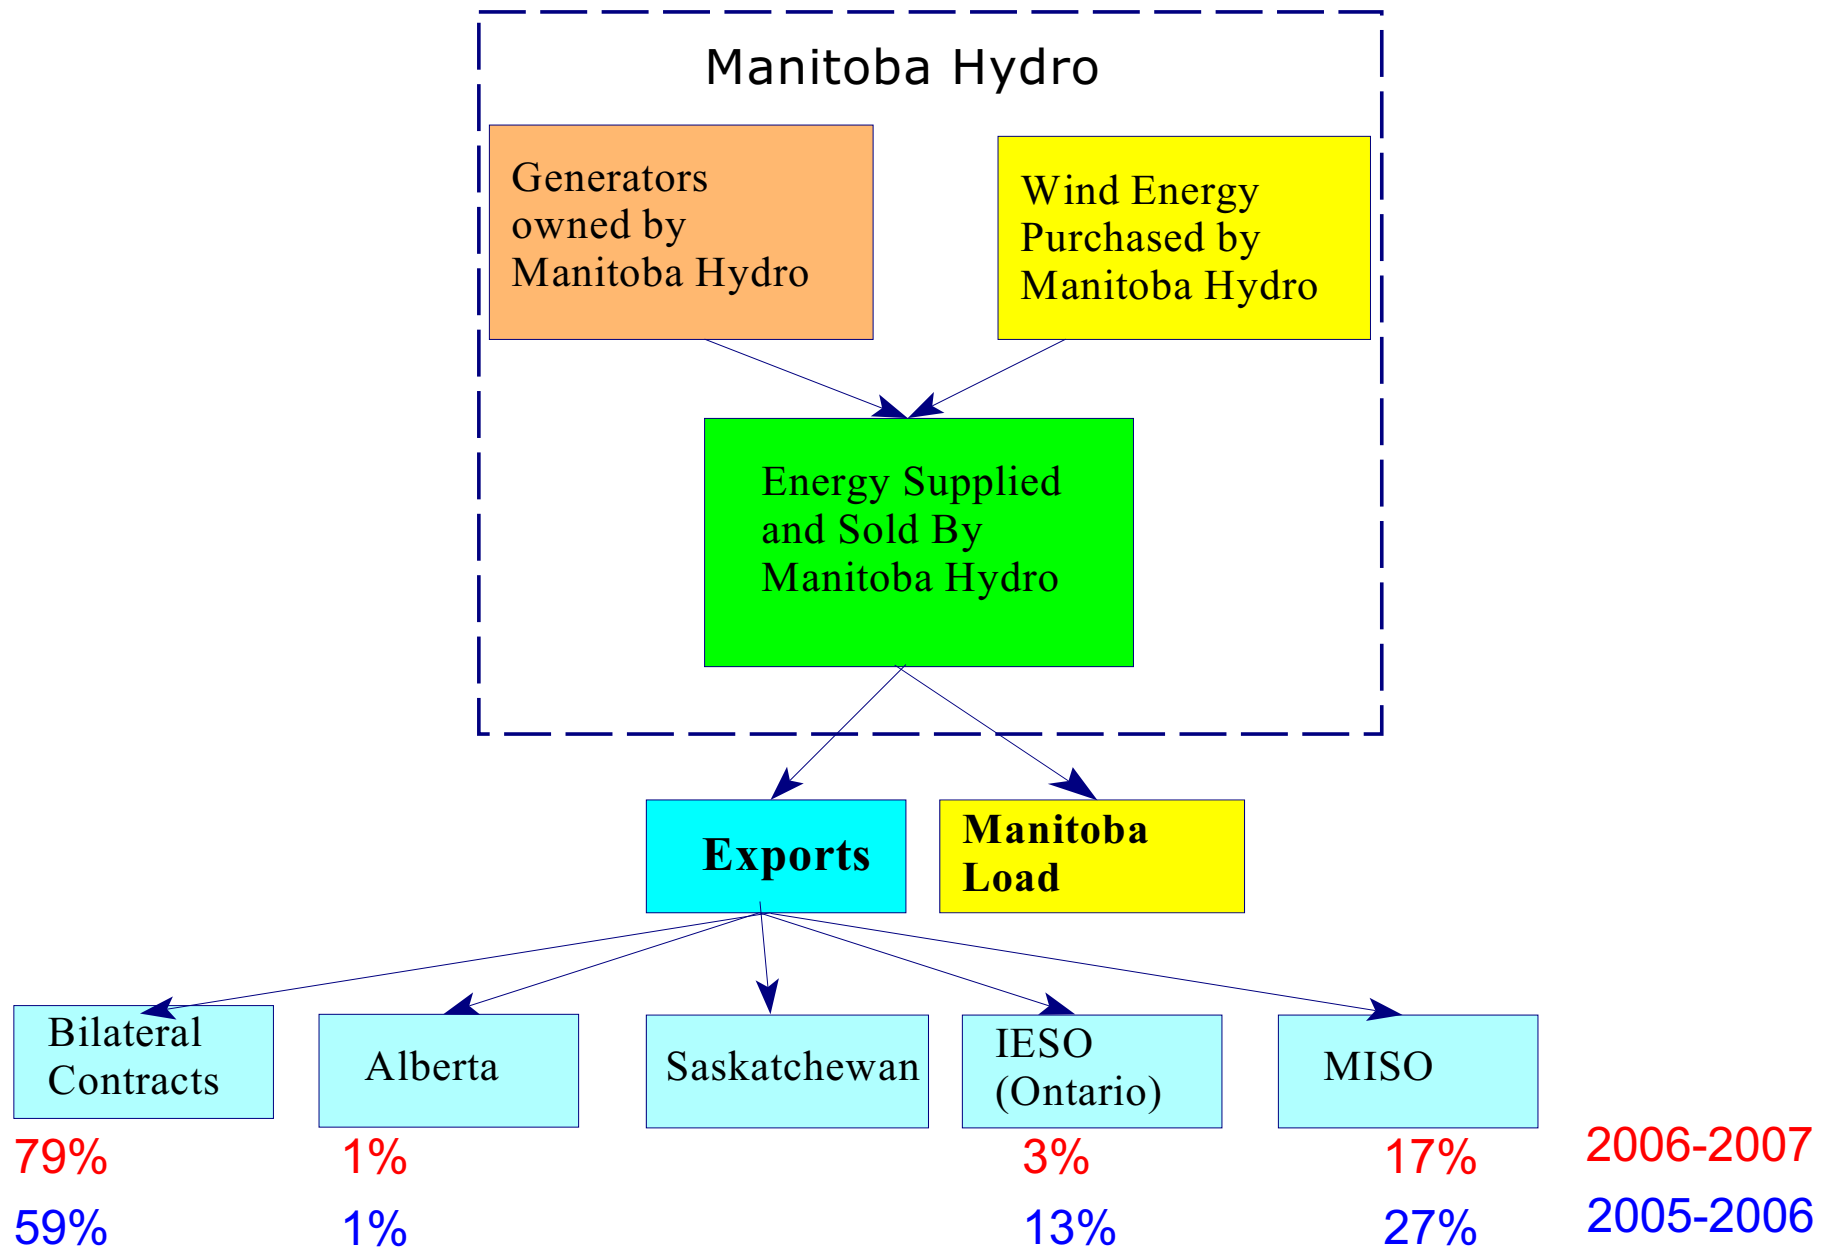 Manitoba Hydro
Generators
owned by
Manitoba Hydro
Wind Energy
Purchased by
Manitoba Hydro
Energy Supplied
and Sold By
Manitoba Hydro
Exports
Manitoba
Load
Bilateral
Contracts
Alberta
Saskatchewan
IESO
(Ontario)
MISO
79% 1% 3% 17% 2006-2007
59% 1% 13% 27% 2005-2006